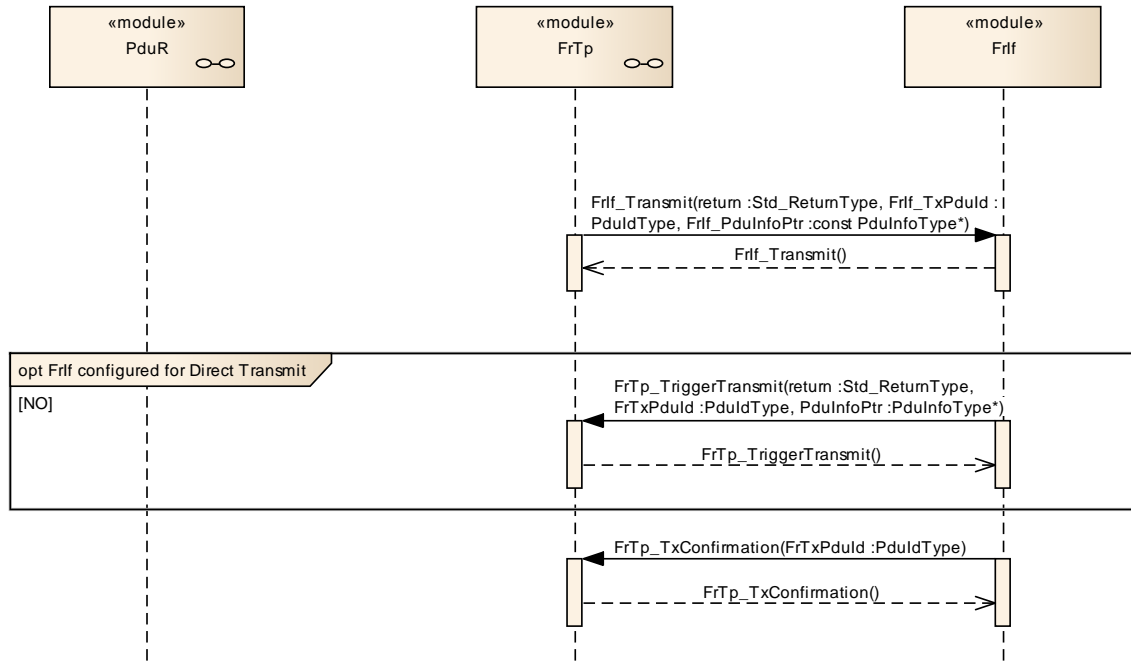 «module»
PduR
«module»
FrTp
«module»
FrIf
FrIf_Transmit(return :Std_ReturnType, FrIf_TxPduId :
PduIdType, FrIf_PduInfoPtr :const PduInfoType*)
FrIf_Transmit()
opt FrIf configured for Direct Transmit
[NO]
FrTp_TriggerTransmit(return :Std_ReturnType,
FrTxPduId :PduIdType, PduInfoPtr :PduInfoType*)
FrTp_TriggerTransmit()
FrTp_TxConfirmation(FrTxPduId :PduIdType)
FrTp_TxConfirmation()